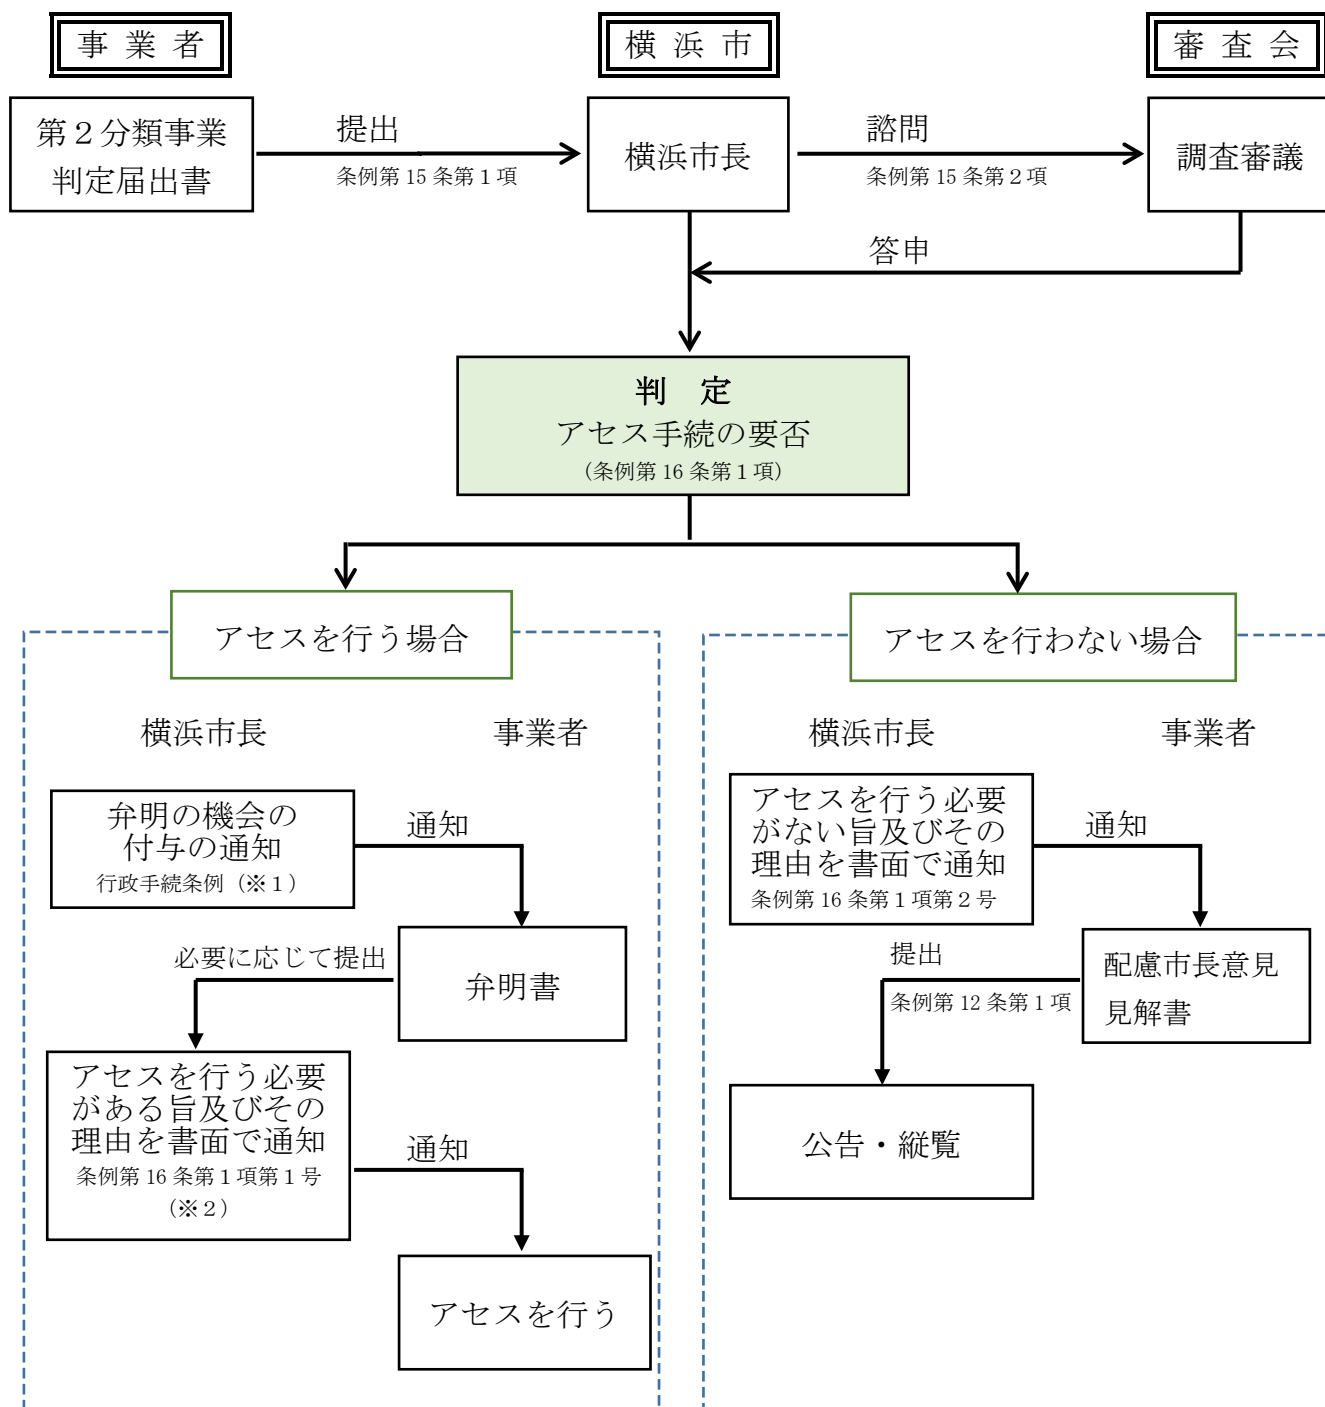 事業者
横浜市
審査会
第２分類事業
判定届出書
提出
条例第 15 条第１項
横浜市長
諮問
条例第 15 条第２項
調査審議
答申
判　定
アセス手続の要否
（条例第 16 条第１項）
アセスを行う場合
横浜市長
事業者
弁明の機会の
付与の通知
行政手続条例（※１）
通知
必要に応じて提出
弁明書
アセスを行う必要
がある旨及びその
理由を書面で通知
条例第 16 条第１項第１号
（※２）
通知
アセスを行う
アセスを行わない場合
横浜市長
事業者
アセスを行う必要
がない旨及びその
理由を書面で通知
条例第 16 条第１項第２号
通知
提出
条例第 12 条第１項
配慮市長意見
見解書
公告・縦覧